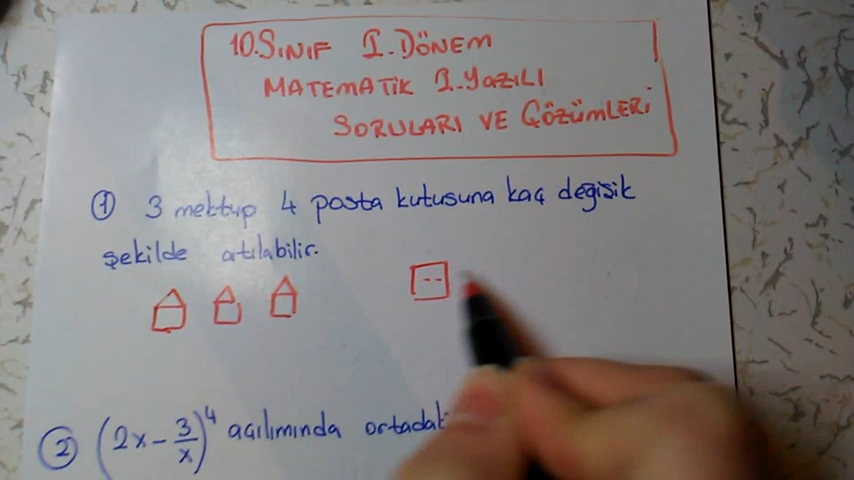 10.SINIF I.DÖNEM
MATEMATİK I.YAZILI
SORULARI VE ÇÖZÜMLERİ
① 3 mektup 4 posta kutusuna kaç değişik
şekilde atılabilir.
② (2x - 3/x)^4 açılımında